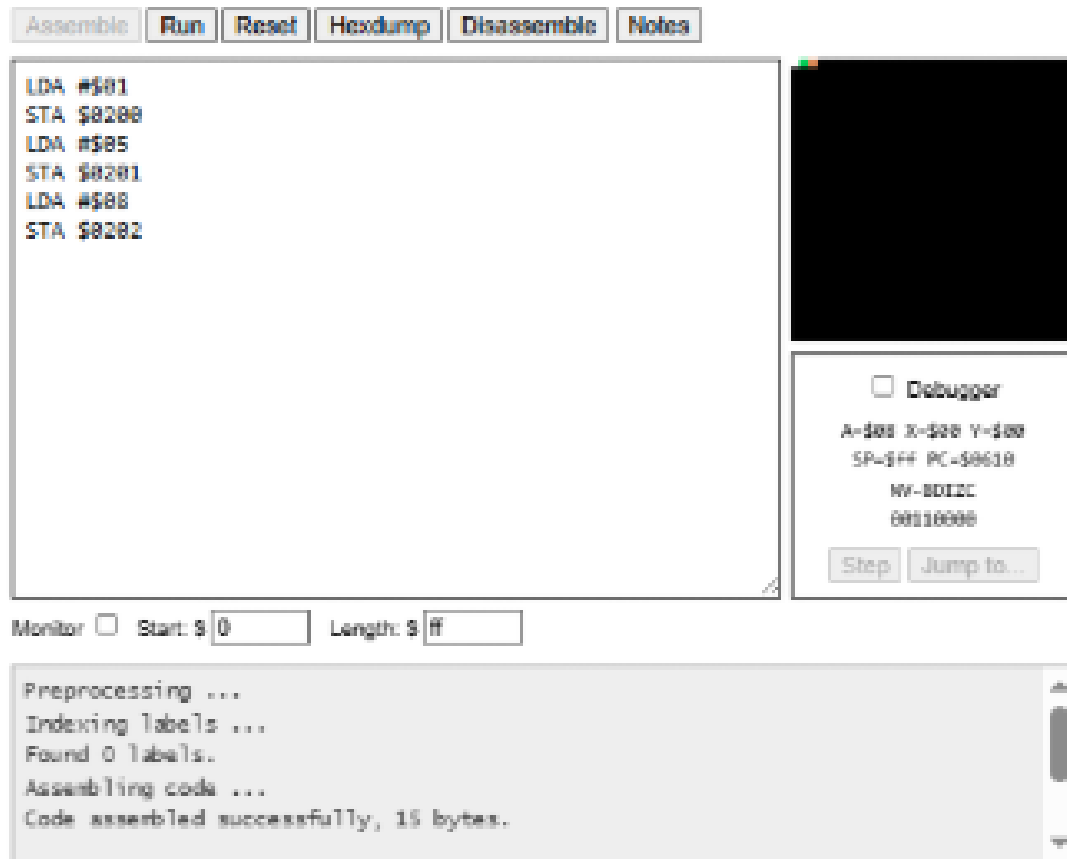 Assemble Run Reset Hexdump Disassemble Notes
LDA #$01
STA $0200
LDA #$05
STA $0201
LDA #$08
STA $0202
Debugger
A=$08 X=$00 Y=$00
SP=$ff PC=$0610
NV-BDIZC
00110000
Step Jump to...
Monitor Start: $ 0 Length: $ ff
Preprocessing ...
Indexing labels ...
Found 0 labels.
Assembling code ...
Code assembled successfully, 15 bytes.